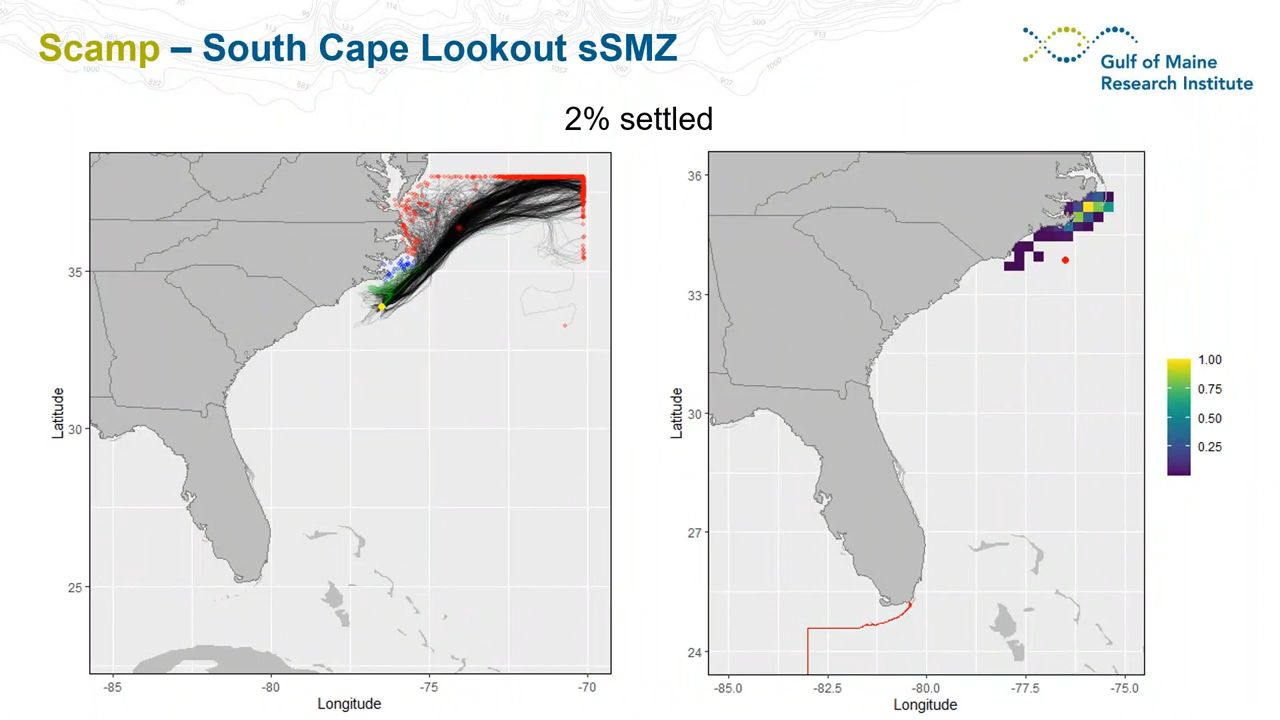 Scamp – South Cape Lookout sSMZ
Gulf of Maine
Research Institute
2% settled
Latitude
35
30
25
-85
-80
-75
-70
Longitude
Latitude
36
33
30
27
24
-85.0
-82.5
-80.0
-77.5
-75.0
Longitude
1.00
0.75
0.50
0.25